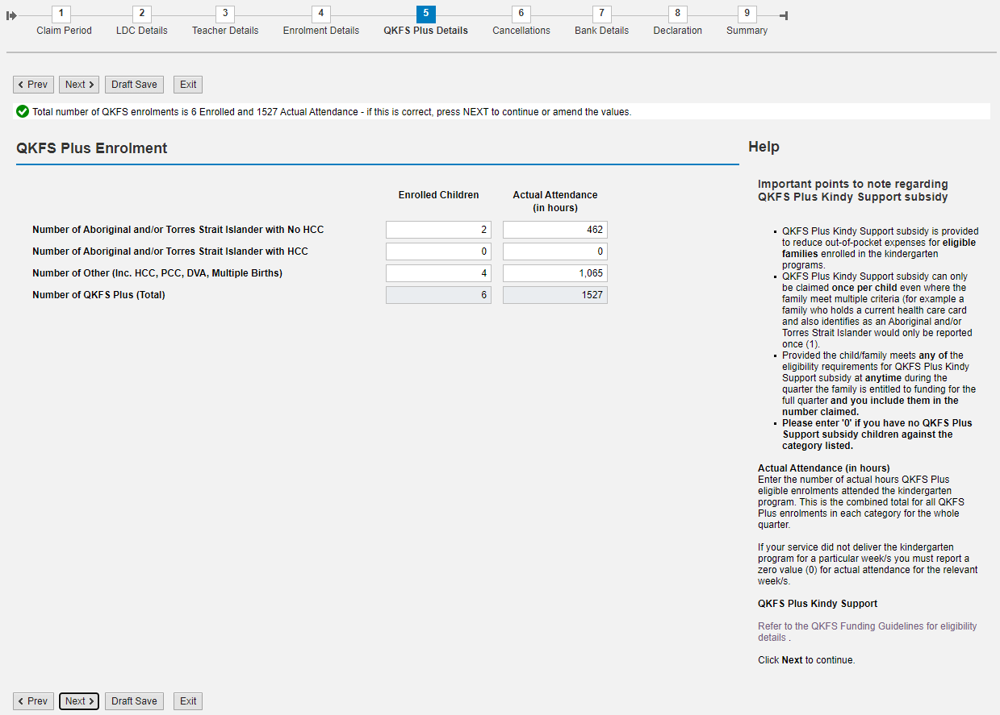 1 2 3 4 5 6 7 8 9
Claim Period LDC Details Teacher Details Enrolment Details QKFS Plus Details Cancellations Bank Details Declaration Summary
Prev Next Draft Save Exit
Total number of QKFS enrolments is 6 Enrolled and 1527 Actual Attendance - if this is correct, press NEXT to continue or amend the values.
QKFS Plus Enrolment
Enrolled Children Actual Attendance
(in hours)
Number of Aboriginal and/or Torres Strait Islander with No HCC 2 462
Number of Aboriginal and/or Torres Strait Islander with HCC 0 0
Number of Other (Inc. HCC, PCC, DVA, Multiple Births) 4 1,065
Number of QKFS Plus (Total) 6 1527
Help
Important points to note regarding
QKFS Plus Kindy Support subsidy
QKFS Plus Kindy Support subsidy is provided
to reduce out-of-pocket expenses for eligible
families enrolled in the kindergarten
programs.
QKFS Plus Kindy Support subsidy can only
be claimed once per child even where the
family meet multiple criteria (for example a
family who holds a current health care card
and also identifies as an Aboriginal and/or
Torres Strait Islander would only be reported
once (1).
Provided the child/family meets any of the
eligibility requirements for QKFS Plus Kindy
Support subsidy at anytime during the
quarter the family is entitled to funding for the
full quarter and you include them in the
number claimed.
Please enter '0' if you have no QKFS Plus
Support subsidy children against the
category listed.
Actual Attendance (in hours)
Enter the number of actual hours QKFS Plus
eligible enrolments attended the kindergarten
program. This is the combined total for all QKFS
Plus enrolments in each category for the whole
quarter.
If your service did not deliver the kindergarten
program for a particular week/s you must report a
zero value (0) for actual attendance for the relevant
week/s.
QKFS Plus Kindy Support
Refer to the QKFS Funding Guidelines for eligibility
details .
Click Next to continue.
Prev Next Draft Save Exit